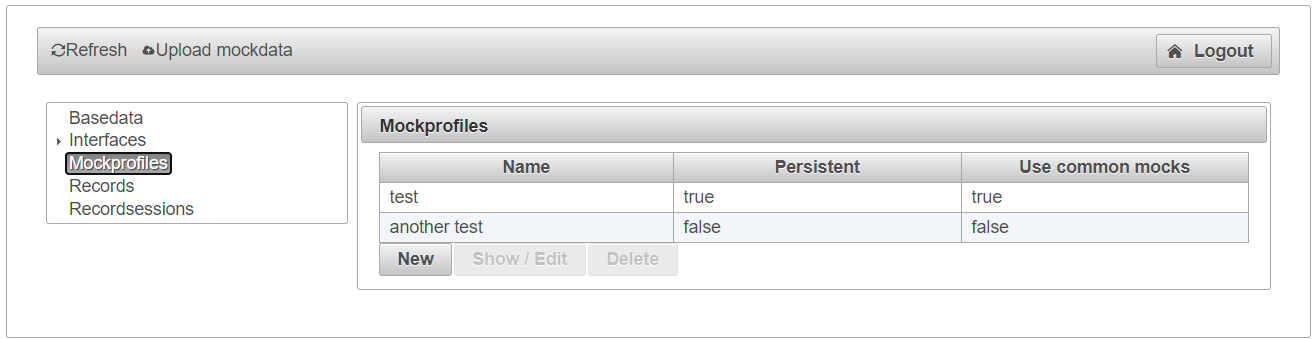 Refresh Upload mockdata Logout
Basedata
Interfaces
Mockprofiles
Records
Recordsessions
Mockprofiles
Name Persistent Use common mocks
test true true
another test false false
New Show / Edit Delete